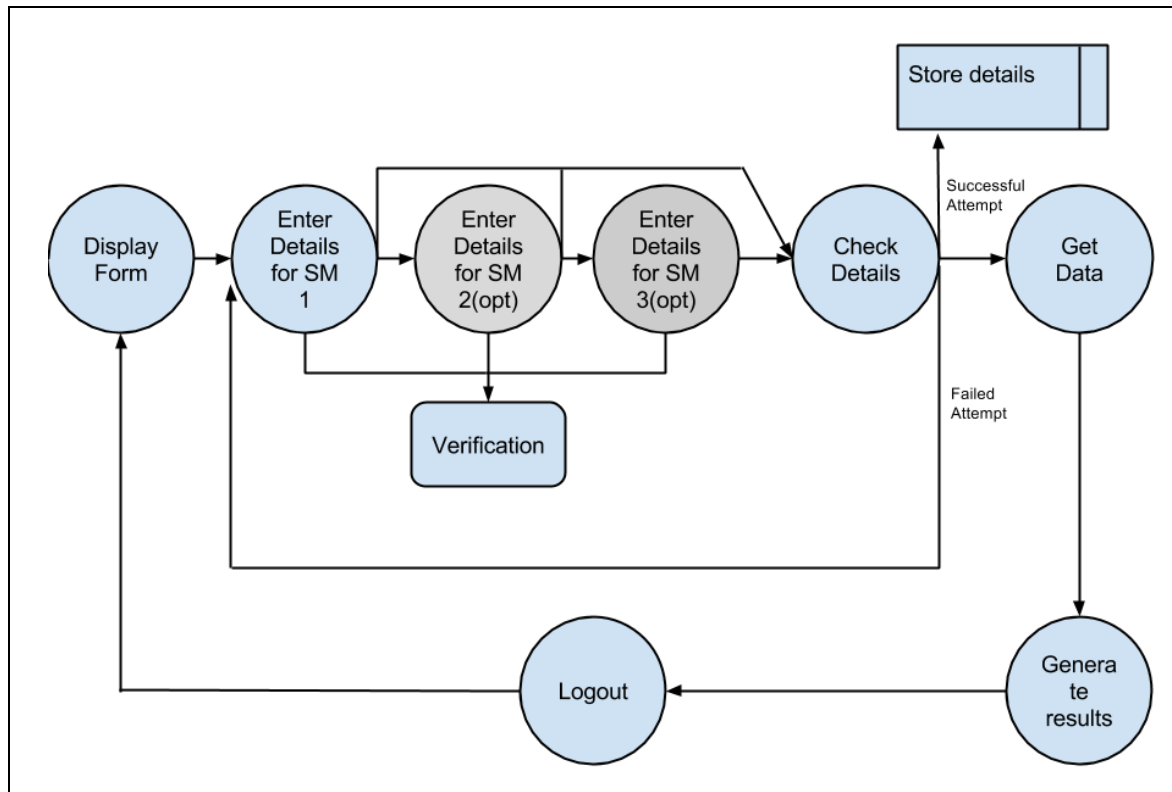 Store details
Successful
Attempt
Display
Form
Enter
Details
for SM
1
Enter
Details
for SM
2(opt)
Enter
Details
for SM
3(opt)
Check
Details
Get
Data
Failed
Attempt
Verification
Logout
Genera
te
results